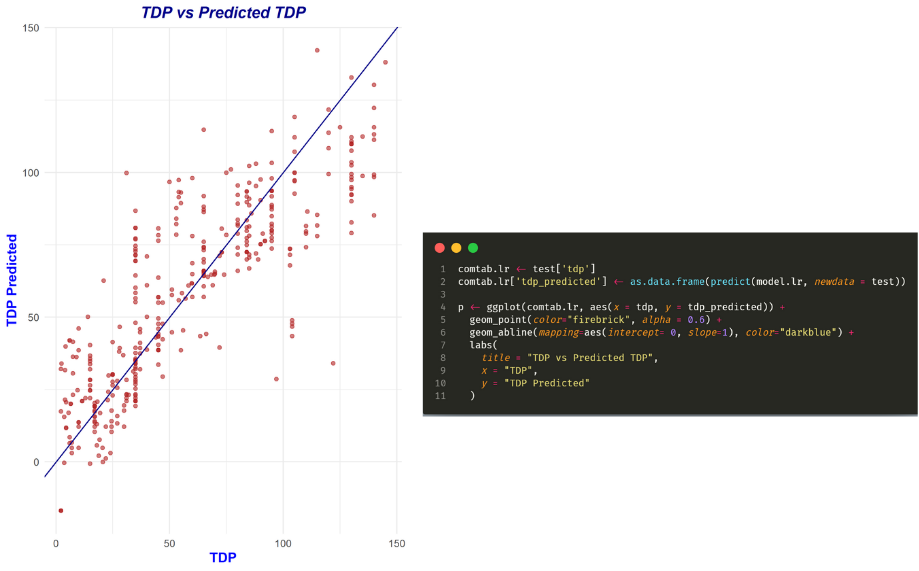 TDP vs Predicted TDP
150
100
50
0
TDP Predicted
0 50 100 150
TDP
1 comtab.lr ← test['tdp']
2 comtab.lr['tdp_predicted'] ← as.data.frame(predict(model.lr, newdata = test))
3
4 p ← ggplot(comtab.lr, aes(x = tdp, y = tdp_predicted)) +
5 geom_point(color="firebrick", alpha = 0.6) +
6 geom_abline(mapping=aes(intercept= 0, slope=1), color="darkblue") +
7 labs(
8 title = "TDP vs Predicted TDP",
9 x = "TDP",
10 y = "TDP Predicted"
11 )